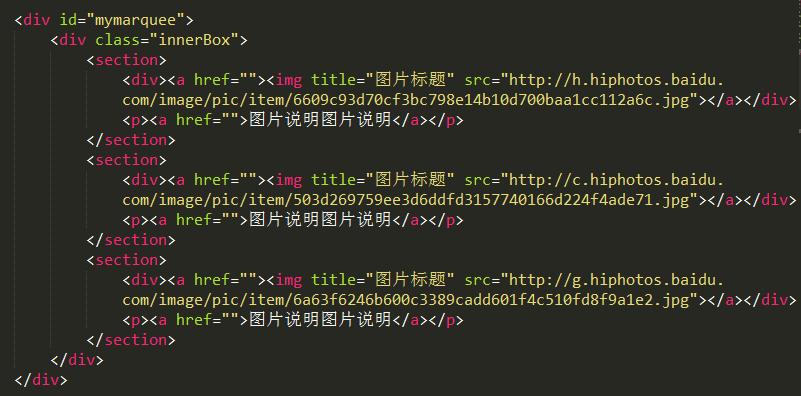 <div id="mymarquee">
<div class="innerBox">
<section>
<div><a href=""><img title="图片标题" src="http://h.hiphotos.baidu.
com/image/pic/item/6609c93d70cf3bc798e14b10d700baa1cc112a6c.jpg"></a></div>
<p><a href="">图片说明图片说明</a></p>
</section>
<section>
<div><a href=""><img title="图片标题" src="http://c.hiphotos.baidu.
com/image/pic/item/503d269759ee3d6ddfd3157740166d224f4ade71.jpg"></a></div>
<p><a href="">图片说明图片说明</a></p>
</section>
<section>
<div><a href=""><img title="图片标题" src="http://g.hiphotos.baidu.
com/image/pic/item/6a63f6246b600c3389cadd601f4c510fd8f9a1e2.jpg"></a></div>
<p><a href="">图片说明图片说明</a></p>
</section>
</div>
</div>